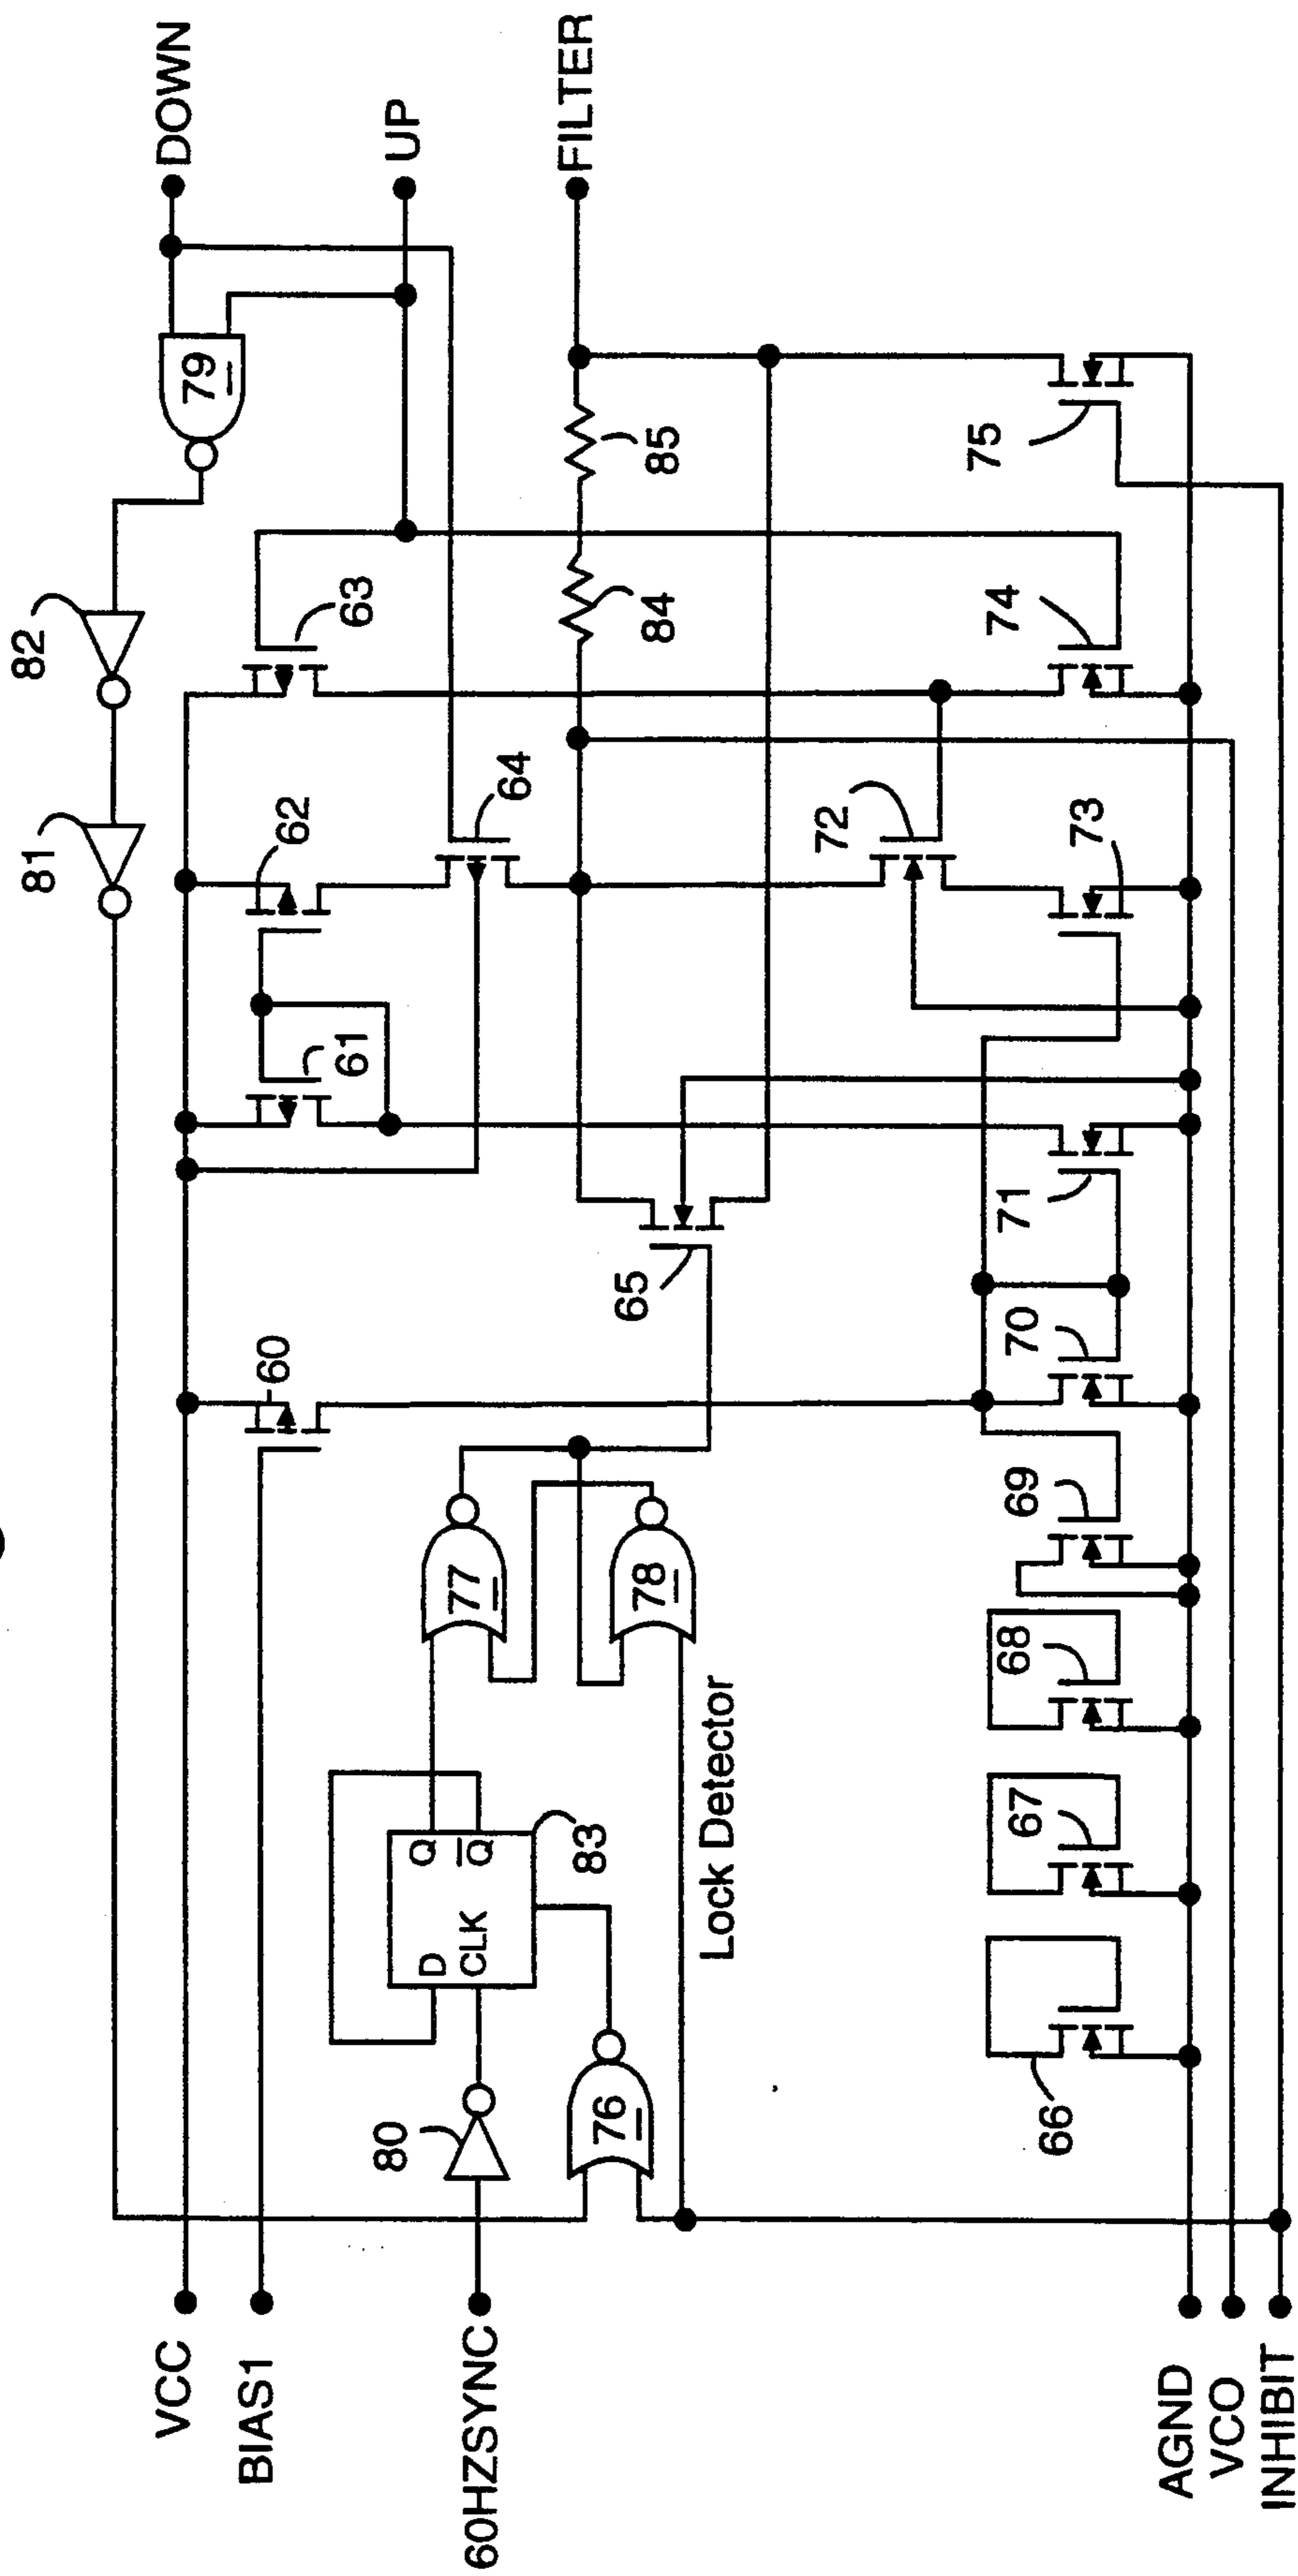 DOWN
UP
FILTER
79
82
81
63
62
64
61
60
85
84
75
74
72
73
71
65
70
69
68
67
66
77
78
Q
Q
D
CLK
83
80
76
Lock Detector
VCC
BIAS1
60HZSYNC
AGND
VCO
INHIBIT